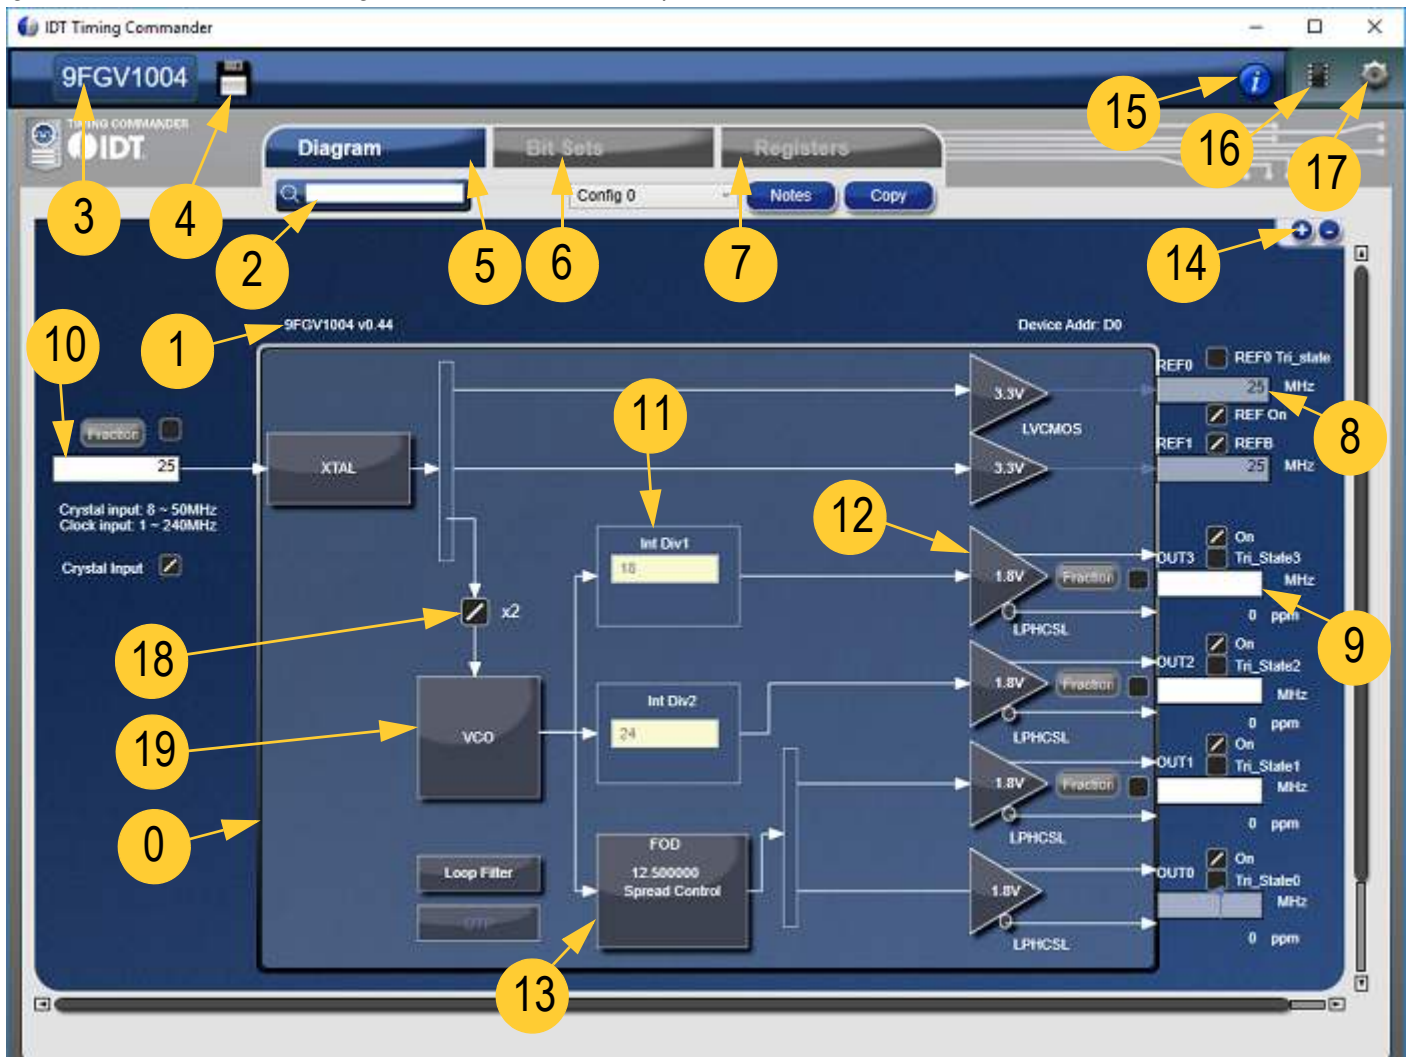 IDT Timing Commander
9FGV1004
15
16
17
TIMING COMMANDER
IDT
Diagram
Bit Sets
Registers
3
4
Config 0
Notes
Copy
2
5
6
7
14
1
9FGV1004 v0.44
Device Addr: D0
10
REF0
REF0 Tri_state
25
MHz
3.3V
11
REF On
8
Fraction
LVCMOS
REF1
REFB
25
XTAL
3.3V
25
MHz
Crystal input: 8 ~ 50MHz
Clock input: 1 ~ 240MHz
12
On
Int Div1
OUT3
Tri_State3
Crystal Input
18
1.8V
Fraction
MHz
x2
0 ppm
LPHCSL
18
9
On
OUT2
Tri_State2
1.8V
Fraction
MHz
Int Div2
0 ppm
19
VCO
24
LPHCSL
On
OUT1
Tri_State1
1.8V
Fraction
MHz
0 ppm
0
FOD
LPHCSL
On
Loop Filter
12.500000
OUT0
Tri_State0
Spread Control
1.8V
MHz
OTP
0 ppm
LPHCSL
13